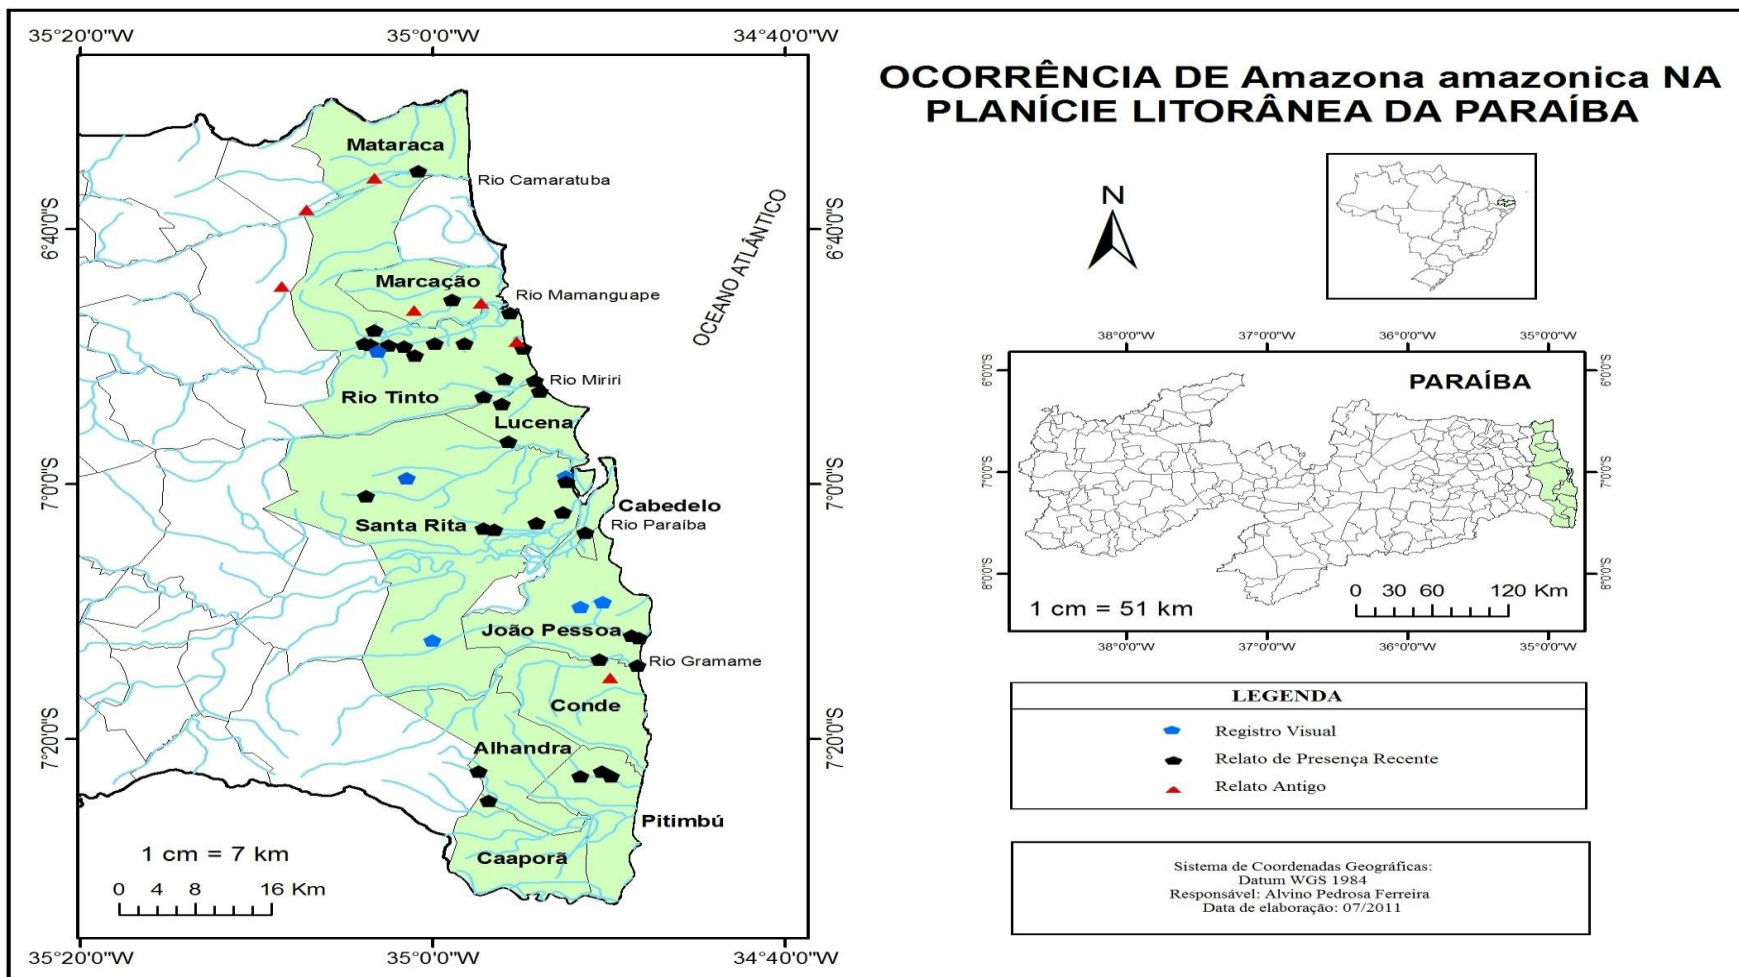 OCORRÊNCIA DE Amazona amazonica NA
PLANÍCIE LITORÂNEA DA PARAÍBA
35°20'0"W
35°0'0"W
34°40'0"W
6°40'0"S
7°0'0"S
7°20'0"S
Mataraca
Rio Camaratuba
OCEANO ATLÂNTICO
Marcação
Rio Mamanguape
Rio Miriri
Rio Tinto
Lucena
Cabedelo
Santa Rita
Rio Paraíba
João Pessoa
Rio Gramame
Conde
Alhandra
Pitimbú
Caaporã
1 cm = 7 km
0 4 8 16 Km
6°40'0"S
7°0'0"S
7°20'0"S
35°20'0"W
35°0'0"W
34°40'0"W
N
38°0'0"W
37°0'0"W
36°0'0"W
35°0'0"W
6°0'0"S
7°0'0"S
8°0'0"S
PARAÍBA
1 cm = 51 km
0 30 60 120 Km
6°0'0"S
7°0'0"S
8°0'0"S
38°0'0"W
37°0'0"W
36°0'0"W
35°0'0"W
LEGENDA
Registro Visual
Relato de Presença Recente
Relato Antigo
Sistema de Coordenadas Geográficas:
Datum WGS 1984
Responsável: Alvino Pedrosa Ferreira
Data de elaboração: 07/2011